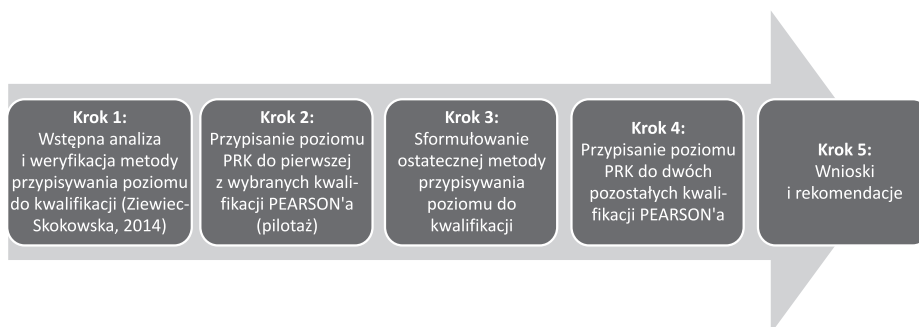 Krok 1:
Wstępna analiza
i weryfikacja metody
przypisywania poziomu
do kwalifikacji (Ziewiec-
Skokowska, 2014)
Krok 2:
Przypisanie poziomu
PRK do pierwszej
z wybranych kwali-
fikacji PEARSON'a
(pilotaż)
Krok 3:
Sformułowanie
ostatecznej metody
przypisywania
poziomu do
kwalifikacji
Krok 4:
Przypisanie poziomu
PRK do dwóch
pozostałych kwali-
fikacji PEARSON'a
Krok 5:
Wnioski
i rekomendacje